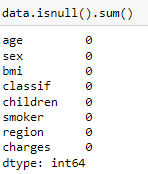 data.isnull().sum()
age 0
sex 0
bmi 0
classif 0
children 0
smoker 0
region 0
charges 0
dtype: int64